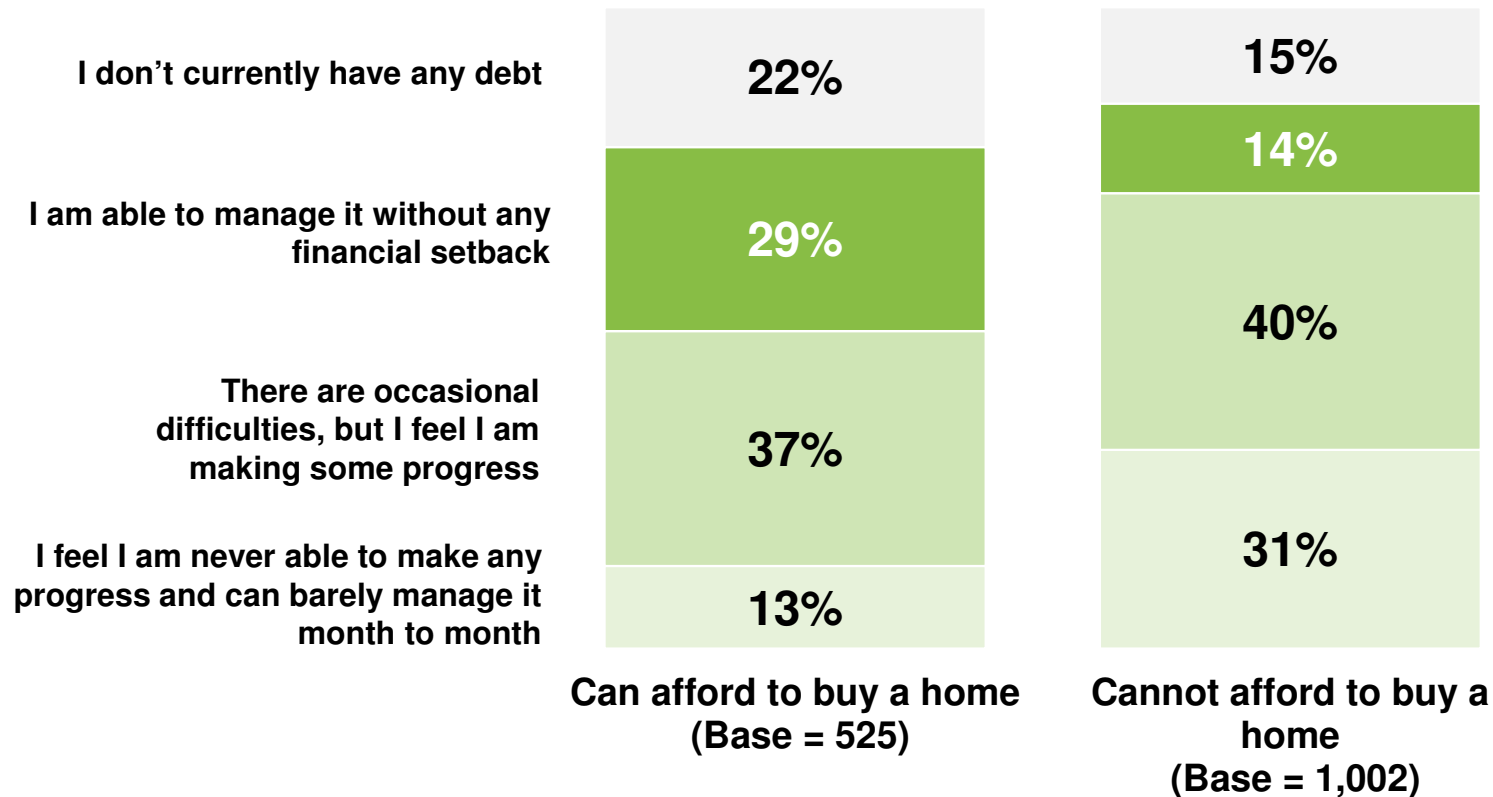 I don’t currently have any debt
22%
15%
I am able to manage it without any
financial setback
29%
14%
There are occasional
difficulties, but I feel I am
making some progress
37%
40%
I feel I am never able to make any
progress and can barely manage it
month to month
13%
31%
Can afford to buy a home
(Base = 525)
Cannot afford to buy a
home
(Base = 1,002)